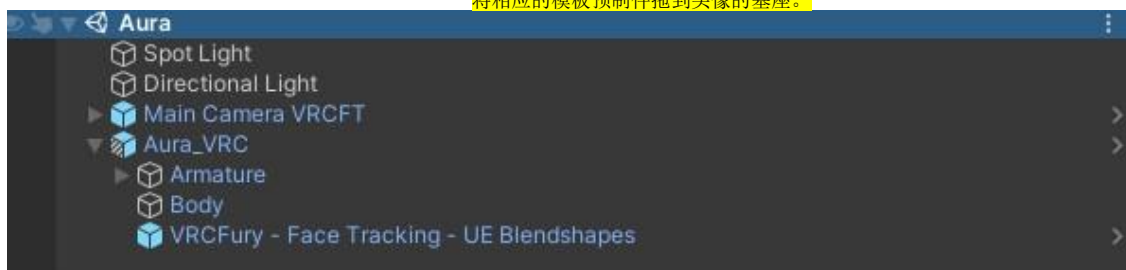 将相应的模板预制件拖到头像的基座。
Aura
Spot Light
Directional Light
Main Camera VRCFT
Aura_VRC
Armature
Body
VRCFury - Face Tracking - UE Blendshapes